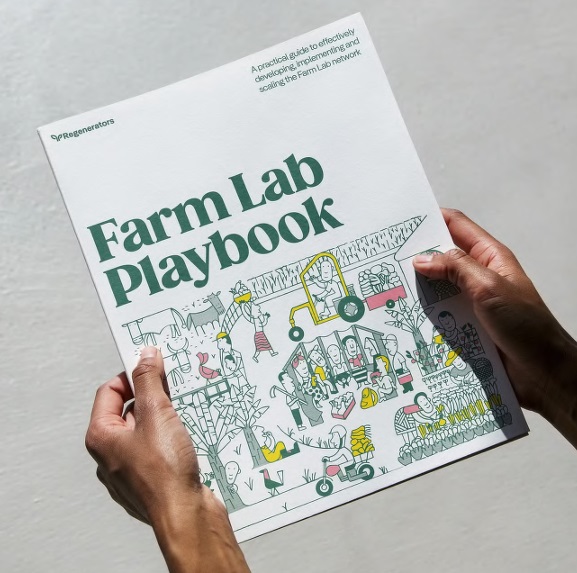 Regenerators
A practical guide to effectively
developing, implementing and
scaling the Farm Lab network
Farm Lab
Playbook